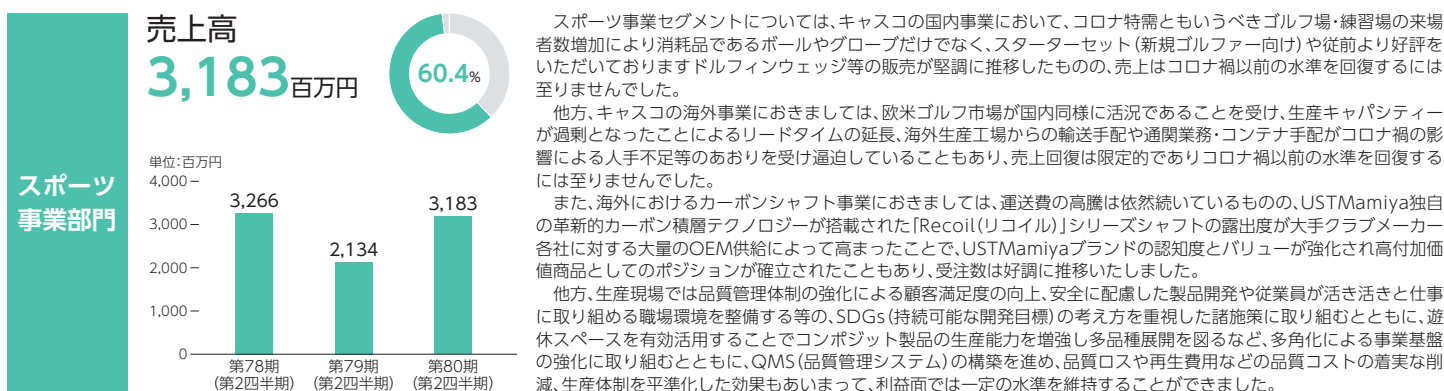 スポーツ
事業部門
売上高
3,183百万円
60.4%
単位:百万円
4,000
3,000
2,000
1,000
0
3,266
2,134
3,183
第78期
(第2四半期)
第79期
(第2四半期)
第80期
(第2四半期)
スポーツ事業セグメントについては、キャスコの国内事業において、コロナ特需ともいうべきゴルフ場・練習場の来場
者数増加により消耗品であるボールやグローブだけでなく、スターターセット(新規ゴルファー向け)や従前より好評を
いただいておりますドルフィンウェッジ等の販売が堅調に推移したものの、売上はコロナ禍以前の水準を回復するには
至りませんでした。
他方、キャスコの海外事業におきましては、欧米ゴルフ市場が国内同様に活況であることを受け、生産キャパシティー
が過剰となったことによるリードタイムの延長、海外生産工場からの輸送手配や通関業務・コンテナ手配がコロナ禍の影
響による人手不足等のあおりを受け逼迫していることもあり、売上回復は限定的でありコロナ禍以前の水準を回復する
には至りませんでした。
また、海外におけるカーボンシャフト事業におきましては、運送費の高騰は依然続いているものの、USTMamiya独自
の革新的カーボン積層テクノロジーが搭載された「Recoil(リコイル)」シリーズシャフトの露出度が大手クラブメーカー
各社に対する大量のOEM供給によって高まったことで、USTMamiyaブランドの認知度とバリューが強化され高付加価
値商品としてのポジションが確立されたこともあり、受注数は好調に推移いたしました。
他方、生産現場では品質管理体制の強化による顧客満足度の向上、安全に配慮した製品開発や従業員が活き活きと仕事
に取り組める職場環境を整備する等の、SDGs(持続可能な開発目標)の考え方を重視した諸施策に取り組むとともに、遊
休スペースを有効活用することでコンポジット製品の生産能力を増強し多品種展開を図るなど、多角化による事業基盤
の強化に取り組むとともに、QMS(品質管理システム)の構築を進め、品質ロスや再生費用などの品質コストの着実な削
減、生産体制を平準化した効果もあいまって、利益面では一定の水準を維持することができました。